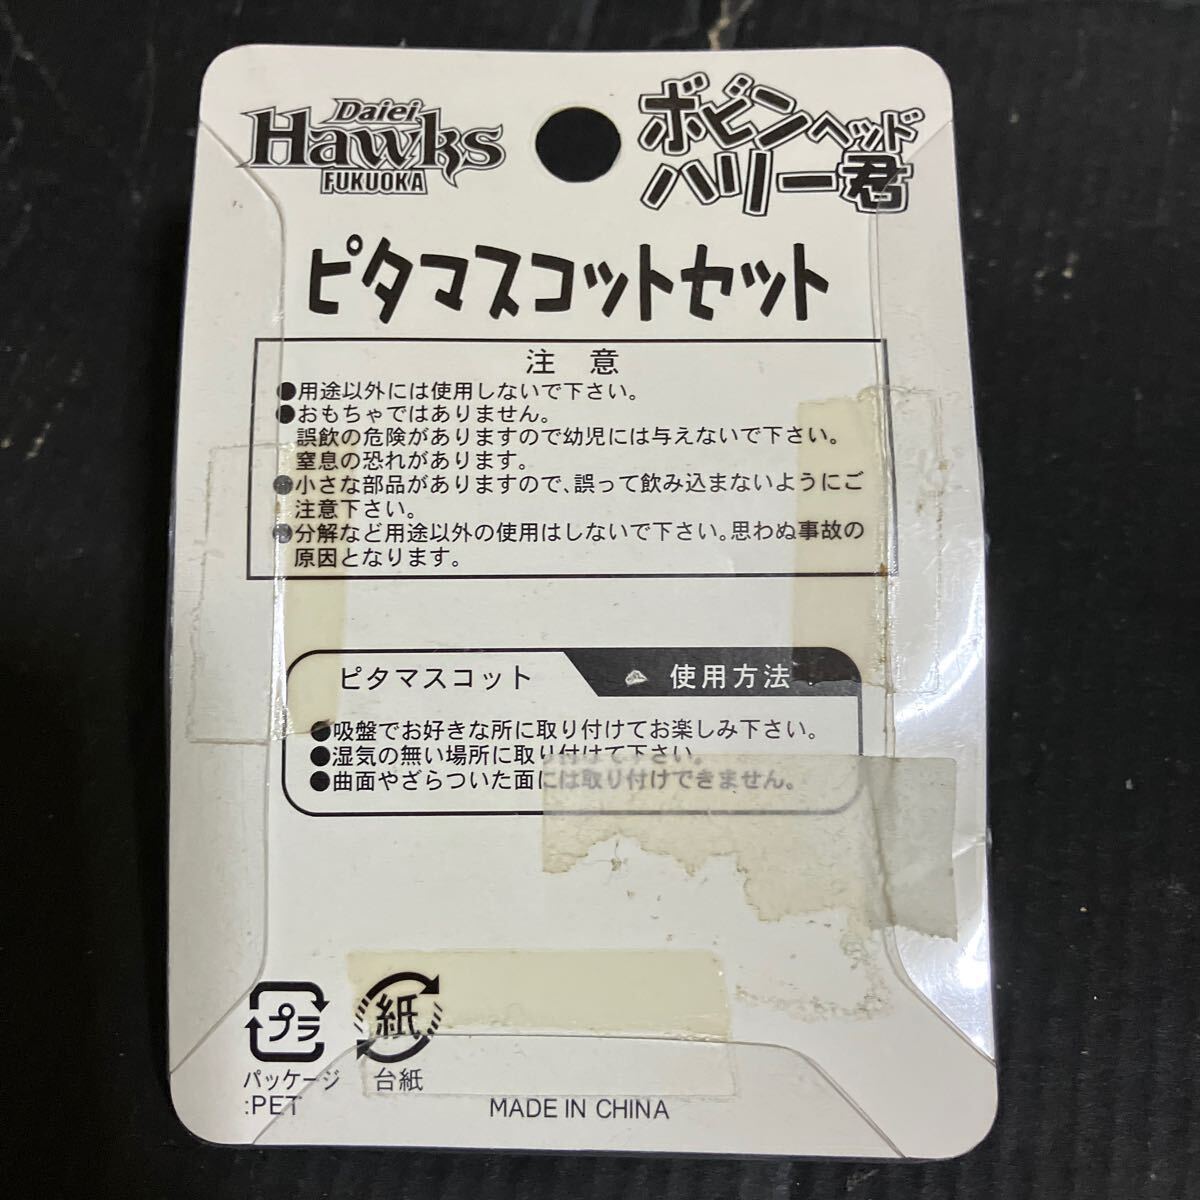 Daiei
Hawks
FUKUOKA
ボビンヘッド
ハリー君
ピタマスコットセット
注 意
●用途以外には使用しないで下さい。
●おもちゃではありません。
誤飲の危険がありますので幼児には与えないで下さい。
窒息の恐れがあります。
●小さな部品がありますので、誤って飲み込まないようにご
注意下さい。
●分解など用途以外の使用はしないで下さい。思わぬ事故の
原因となります。
ピタマスコット 使用方法
●吸盤でお好きな所に取り付けてお楽しみ下さい。
●湿気の無い場所に取り付けて下さい。
●曲面やざらついた面には取り付けできません。
プラ
紙
パッケージ
:PET
台紙
MADE IN CHINA